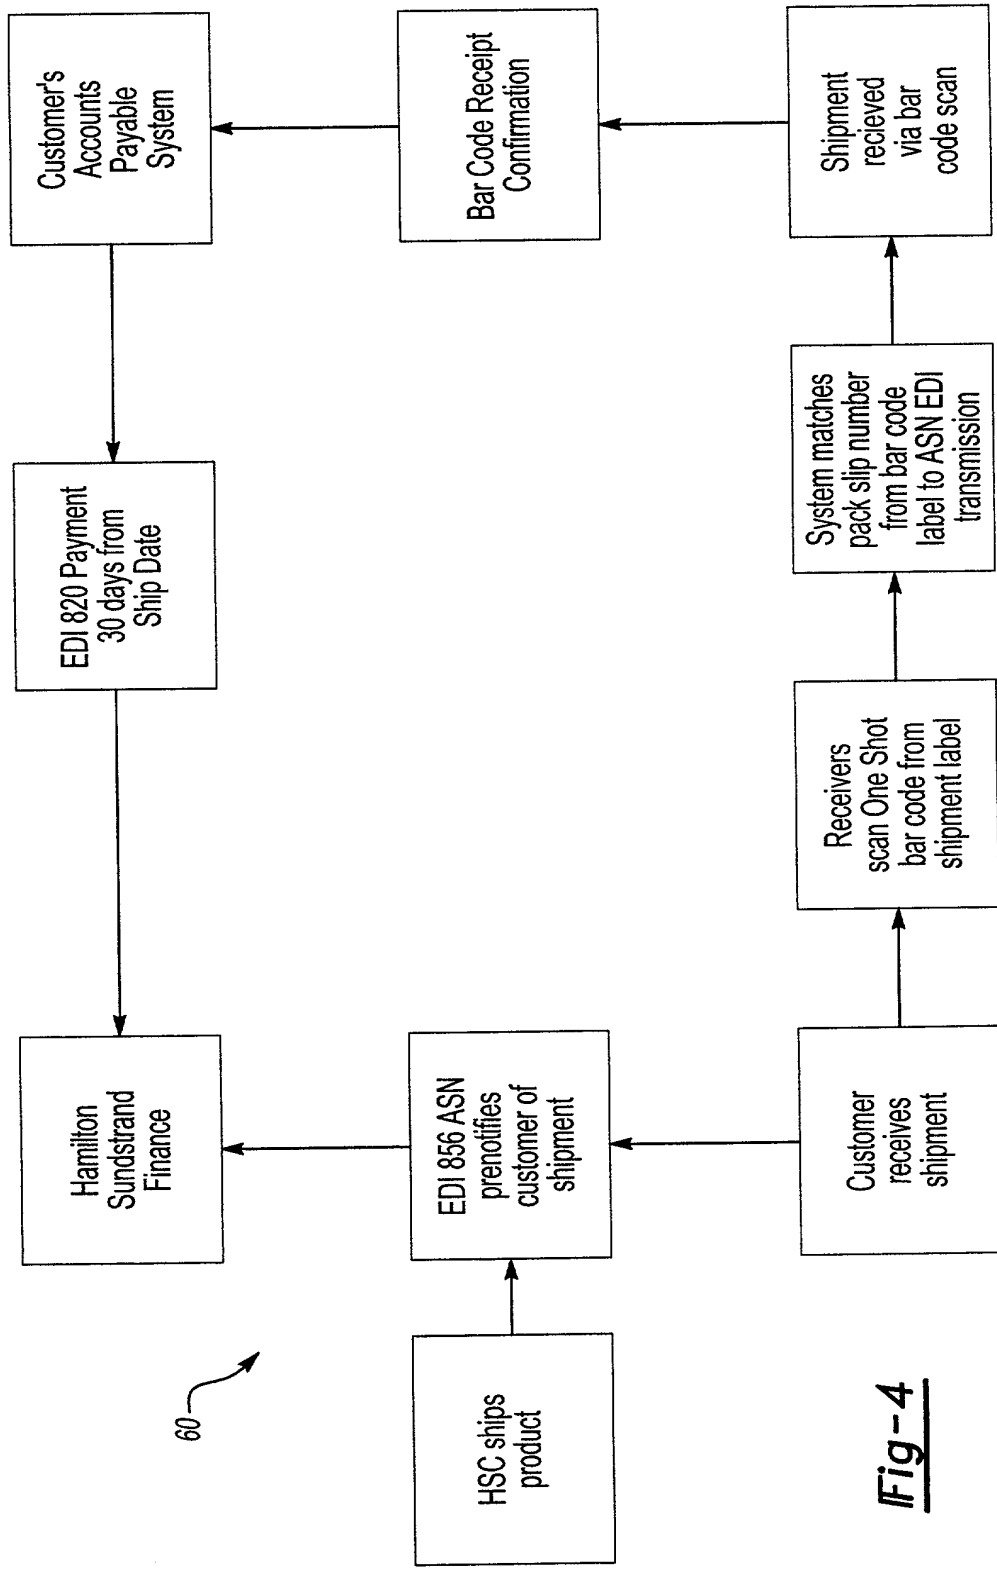 60
HSC ships
product
EDI 856 ASN
prenotifies
customer of
shipment
Hamilton
Sundstrand
Finance
Customer
receives
shipment
Receivers
scan One Shot
bar code from
shipment label
System matches
pack slip number
from bar code
label to ASN EDI
transmission
Shipment
recieved
via bar
code scan
Bar Code Receipt
Confirmation
Customer's
Accounts
Payable
System
EDI 820 Payment
30 days from
Ship Date
Fig-4